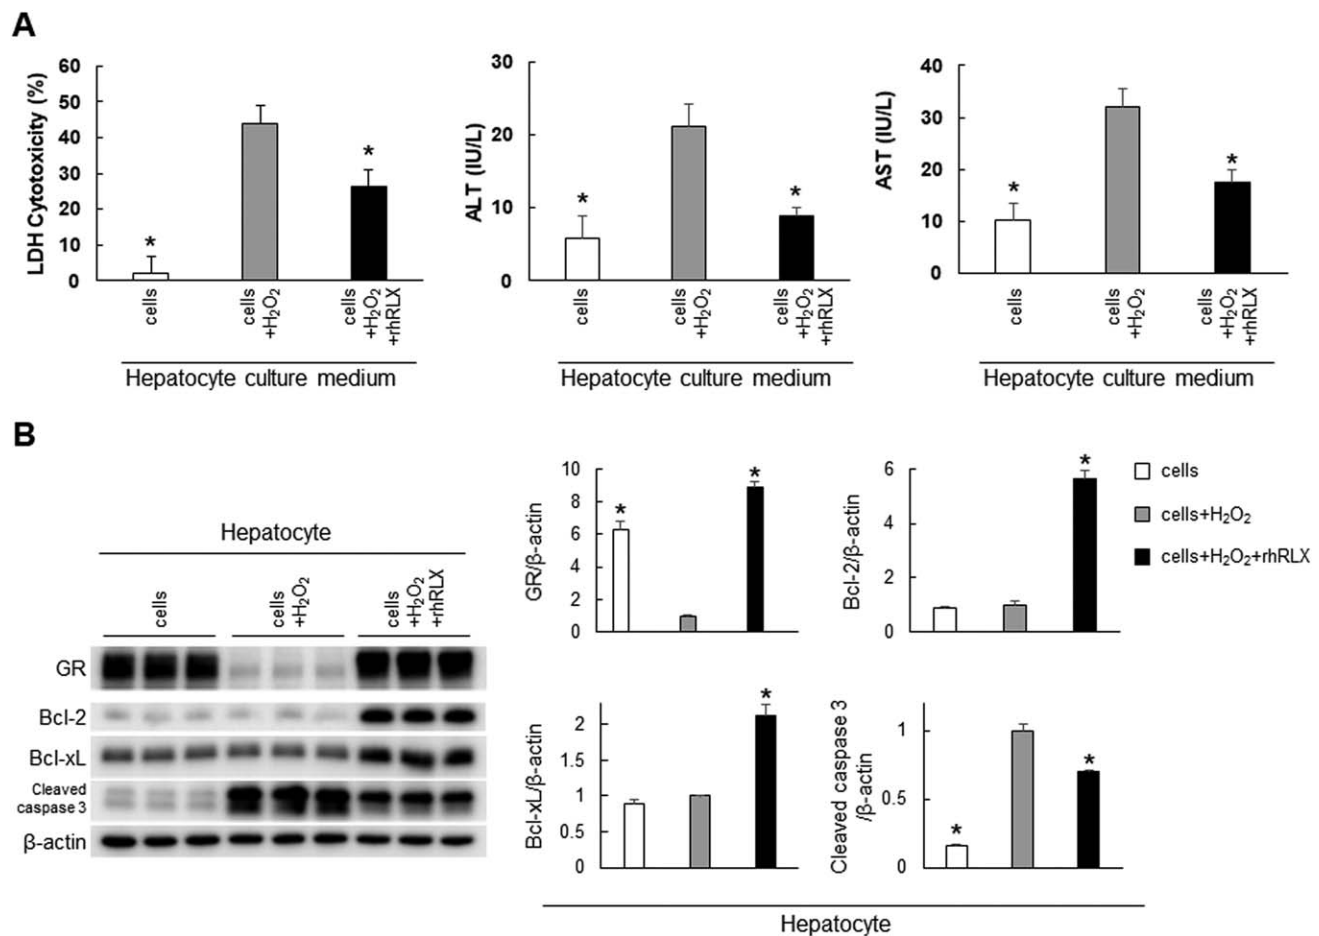 A
LDH Cytotoxicity (%)
60
50
40
30
20
10
0
*
*
cells
cells
+H₂O₂
cells
+H₂O₂
+rhRLX
Hepatocyte culture medium
ALT (IU/L)
30
20
10
0
*
*
cells
cells
+H₂O₂
cells
+H₂O₂
+rhRLX
Hepatocyte culture medium
AST (IU/L)
40
30
20
10
0
*
*
cells
cells
+H₂O₂
cells
+H₂O₂
+rhRLX
Hepatocyte culture medium
B
Hepatocyte
cells
cells
+H₂O₂
cells
+H₂O₂
+rhRLX
GR
Bcl-2
Bcl-xL
Cleaved
caspase 3
β-actin
GR/β-actin
10
8
6
4
2
0
*
*
Bcl-2/β-actin
6
4
2
0
*
cells
cells+H₂O₂
cells+H₂O₂+rhRLX
Bcl-xL/β-actin
2
1.5
1
0.5
0
*
Cleaved caspase 3
/β-actin
1
0.5
0
*
*
Hepatocyte